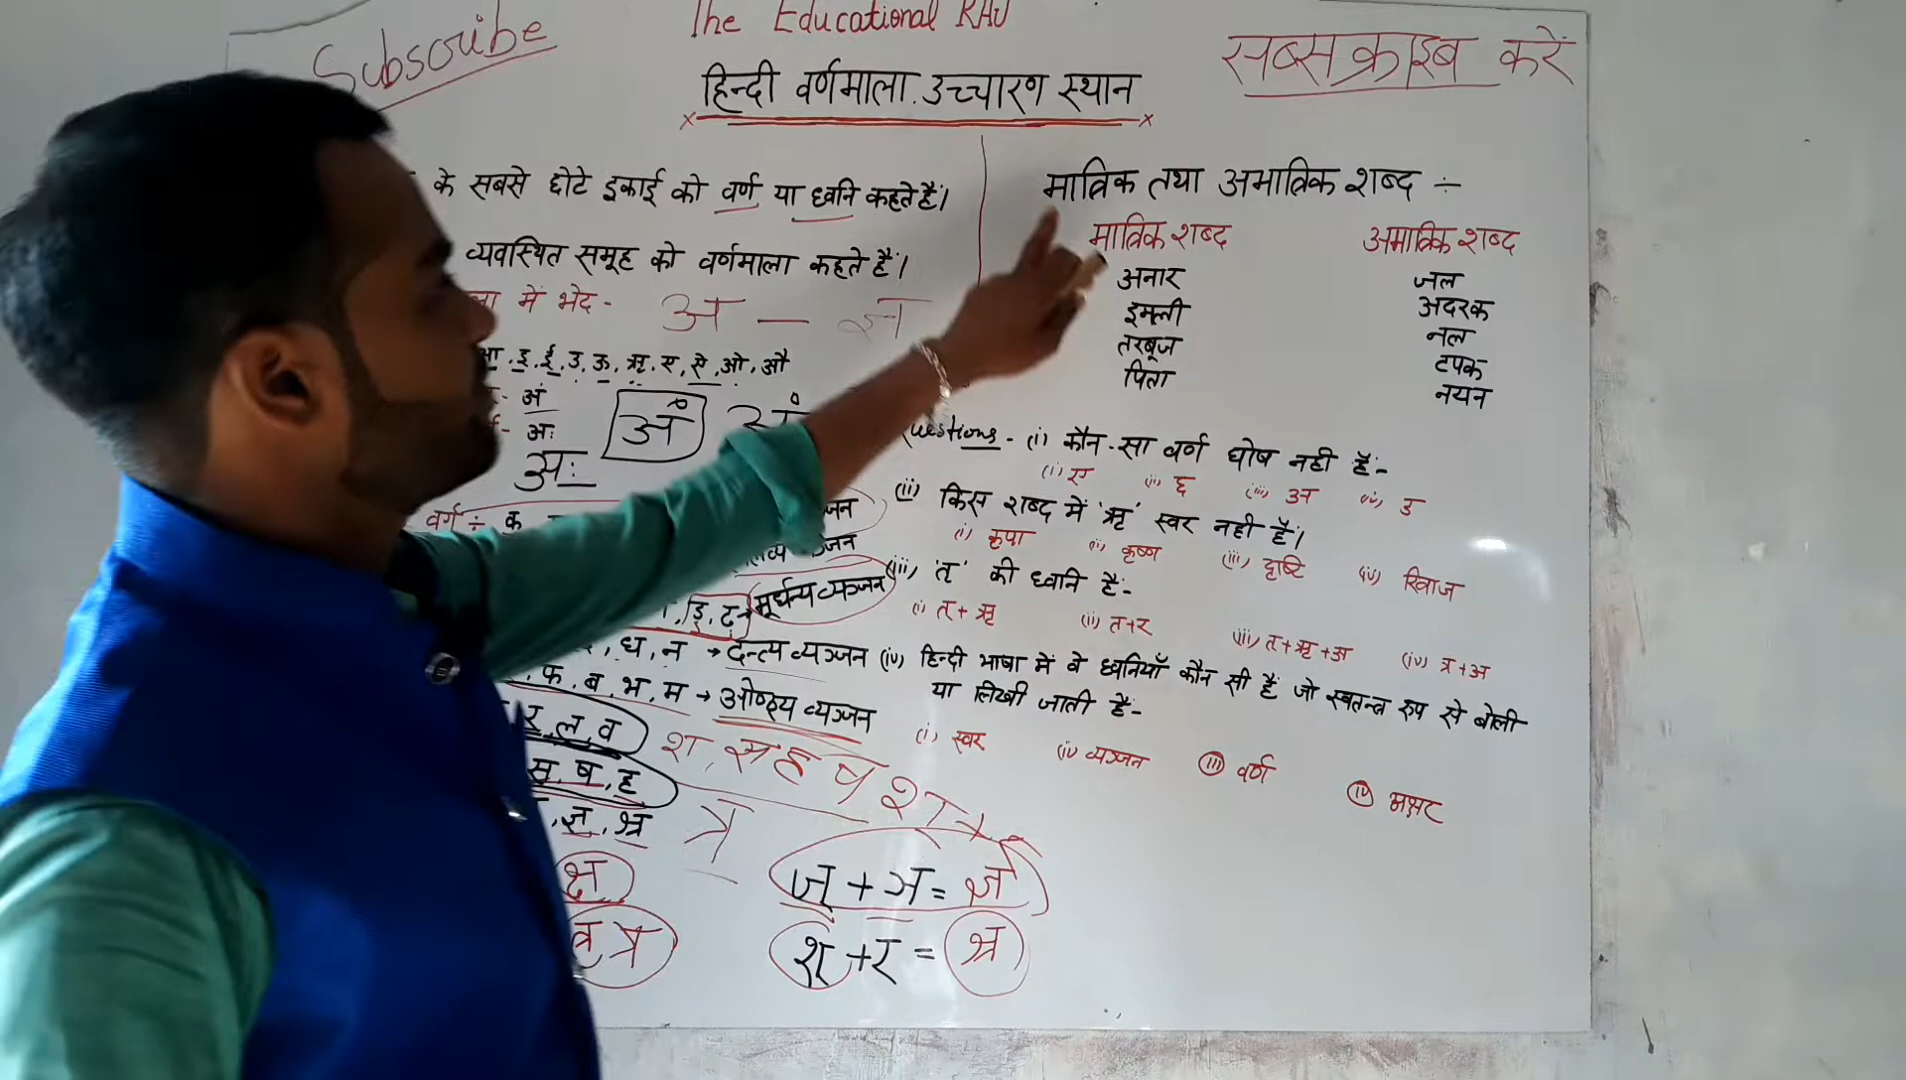 Subscribe
The Educational RAJ
सब्सक्राइब करें
हिन्दी वर्णमाला. उच्चारण स्थान
के सबसे छोटे इकाई को वर्ण या ध्वनि कहते हैं।
व्यवस्थित समूह को वर्णमाला कहते हैं।
में भेद-
अ — ज्ञ
आ, इ, ई, उ, ऊ, ऋ, ए, ऐ, ओ, औ
अं
अँ
अः
अः
वर्ग ÷ क
मूर्धन्य व्यञ्जन
ध, न → दन्त्य व्यञ्जन
फ, ब, भ, म → ओष्ठ्य व्यञ्जन
र, ल, व
श, स ह ष श
स, ष, ह
ज्ञ, श्र
त्र
क्ष
त्र त्र
ज् + ञ = ज्ञ
श् + र = श्र
मात्रिक तथा अमात्रिक शब्द ÷
मात्रिक शब्द अमात्रिक शब्द
अनार जल
इमली अदरक
तरबूज नल
पिता टपक
नयन
Questions - (i) कौन-सा वर्ण घोष नहीं हैं-
(i) ए (ii) छ (iii) अ (iv) उ
(ii) किस शब्द में 'ऋ' स्वर नहीं हैं।
(i) कृपा (ii) कृष्ण (iii) दृष्टि (iv) रिवाज
(iii) 'तृ' की ध्वनि हैं-
(i) त् + ऋ (ii) त+र (iii) त+ऋ+अ (iv) त्र+अ
(iv) हिन्दी भाषा में वे ध्वनियाँ कौन सी हैं जो स्वतन्त्र रुप से बोली
या लिखी जाती हैं-
(i) स्वर (ii) व्यञ्जन (iii) वर्ण (iv) अक्षर